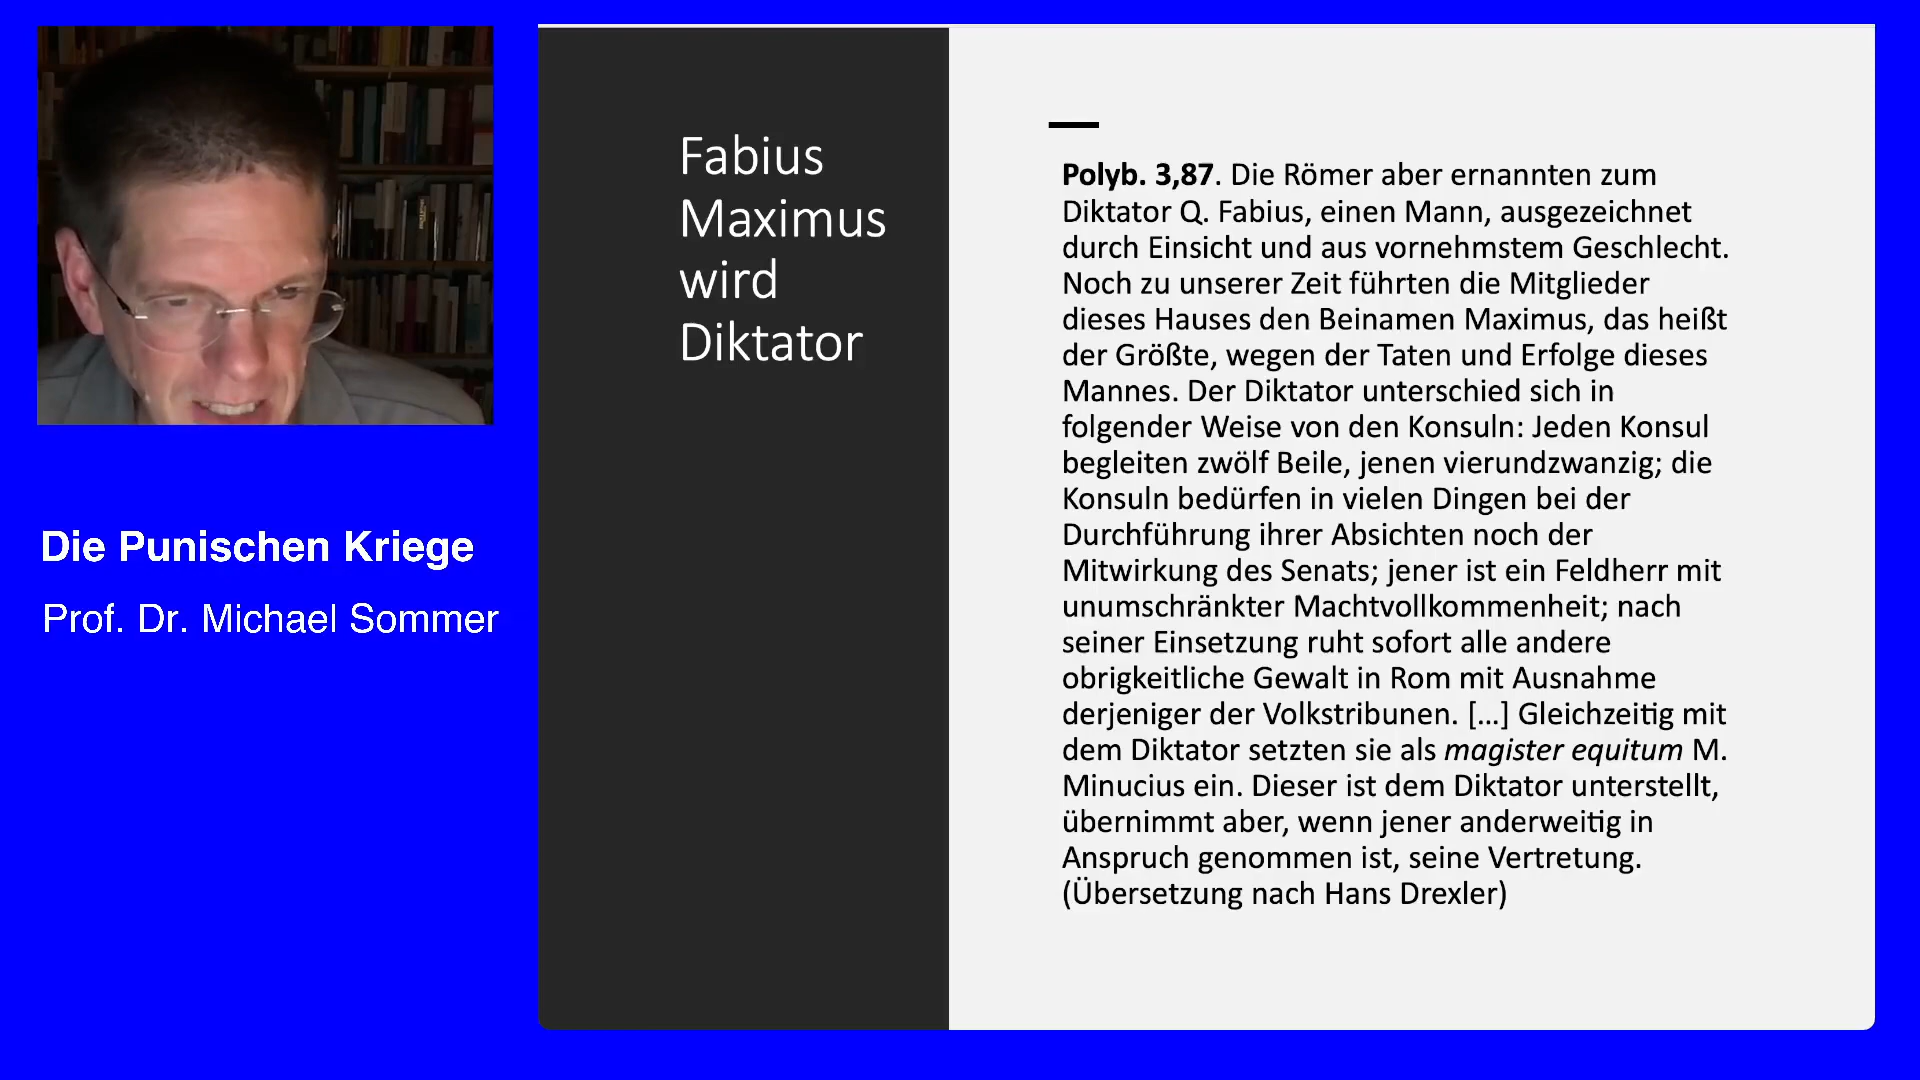 Die Punischen Kriege
Prof. Dr. Michael Sommer
Fabius
Maximus
wird
Diktator
Polyb. 3,87. Die Römer aber ernannten zum
Diktator Q. Fabius, einen Mann, ausgezeichnet
durch Einsicht und aus vornehmstem Geschlecht.
Noch zu unserer Zeit führten die Mitglieder
dieses Hauses den Beinamen Maximus, das heißt
der Größte, wegen der Taten und Erfolge dieses
Mannes. Der Diktator unterschied sich in
folgender Weise von den Konsuln: Jeden Konsul
begleiten zwölf Beile, jenen vierundzwanzig; die
Konsuln bedürfen in vielen Dingen bei der
Durchführung ihrer Absichten noch der
Mitwirkung des Senats; jener ist ein Feldherr mit
unumschränkter Machtvollkommenheit; nach
seiner Einsetzung ruht sofort alle andere
obrigkeitliche Gewalt in Rom mit Ausnahme
derjeniger der Volkstribunen. […] Gleichzeitig mit
dem Diktator setzten sie als magister equitum M.
Minucius ein. Dieser ist dem Diktator unterstellt,
übernimmt aber, wenn jener anderweitig in
Anspruch genommen ist, seine Vertretung.
(Übersetzung nach Hans Drexler)